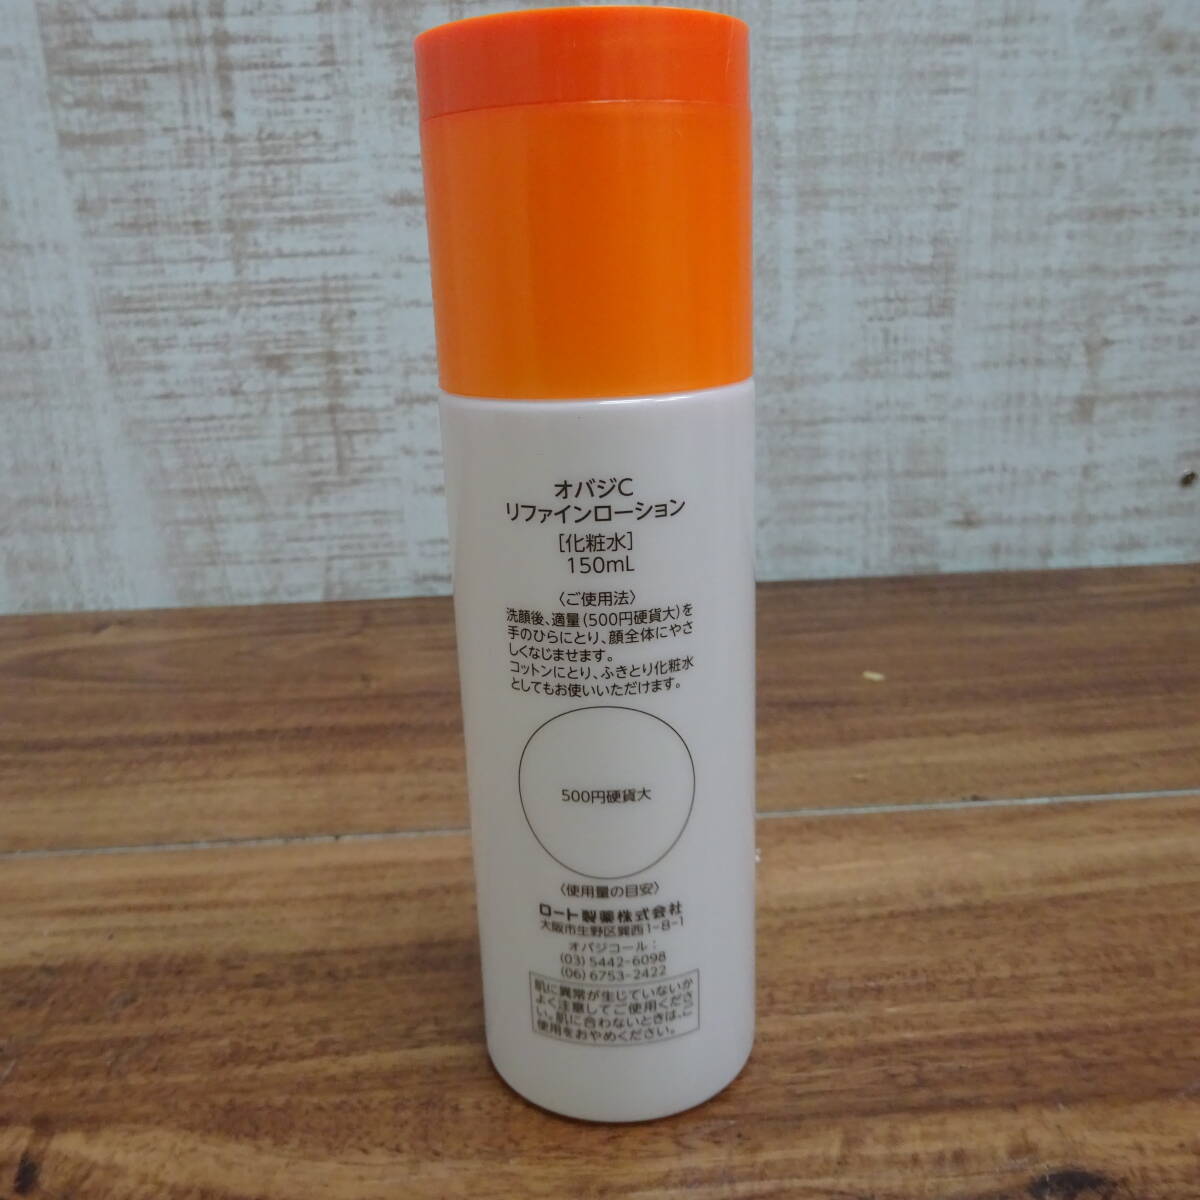 オバジC
リファインローション
[化粧水]
150mL
〈ご使用法〉
洗顔後、適量(500円硬貨大)を
手のひらにとり、顔全体にやさ
しくなじませます。
コットンにとり、ふきとり化粧水
としてもお使いいただけます。
500円硬貨大
〈使用量の目安〉
ロート製薬株式会社
大阪市生野区巽西1-8-1
オバジコール:
(03)5442-6098
(06)6753-2422
肌に異常が生じていないか
よく注意してご使用くださ
い。肌に合わないときは、ご
使用をおやめください。